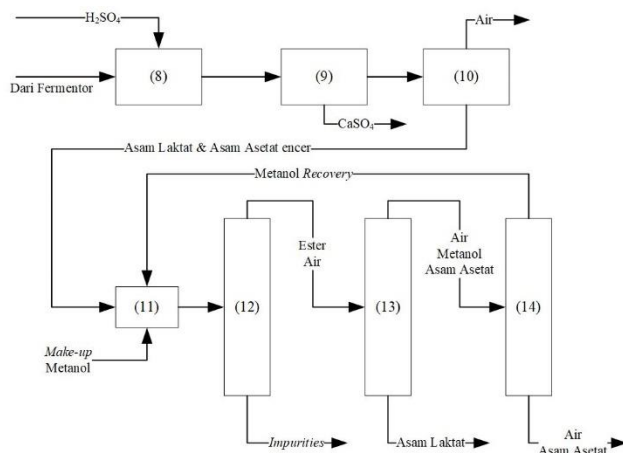 H₂SO₄
Air
Dari Fermentor
(8)
(9)
(10)
CaSO₄
Asam Laktat & Asam Asetat encer
Metanol Recovery
Ester
Air
Air
Metanol
Asam Asetat
(11)
(12)
(13)
(14)
Make-up
Metanol
Impurities
Asam Laktat
Air
Asam Asetat